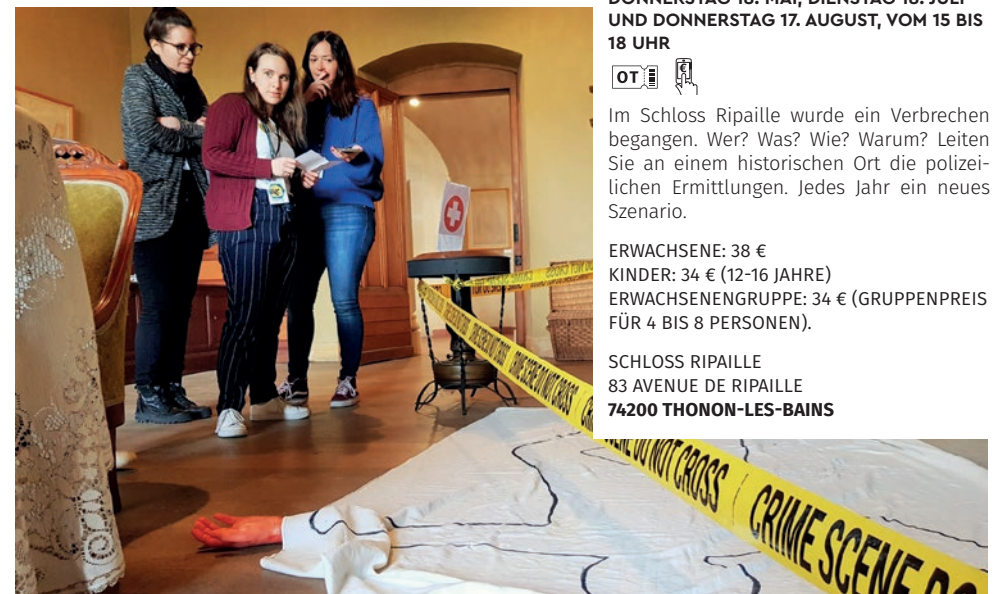 DONNERSTAG 18. MAI, DIENSTAG 18. JULI
UND DONNERSTAG 17. AUGUST, VOM 15 BIS
18 UHR
OT
Im Schloss Ripaille wurde ein Verbrechen
begangen. Wer? Was? Wie? Warum? Leiten
Sie an einem historischen Ort die polizei-
lichen Ermittlungen. Jedes Jahr ein neues
Szenario.
ERWACHSENE: 38 €
KINDER: 34 € (12-16 JAHRE)
ERWACHSENENGRUPPE: 34 € (GRUPPENPREIS
FÜR 4 BIS 8 PERSONEN).
SCHLOSS RIPAILLE
83 AVENUE DE RIPAILLE
74200 THONON-LES-BAINS
CRIME SCENE DO NOT CROSS
DO NOT CROSS
CRIME SCENE DO